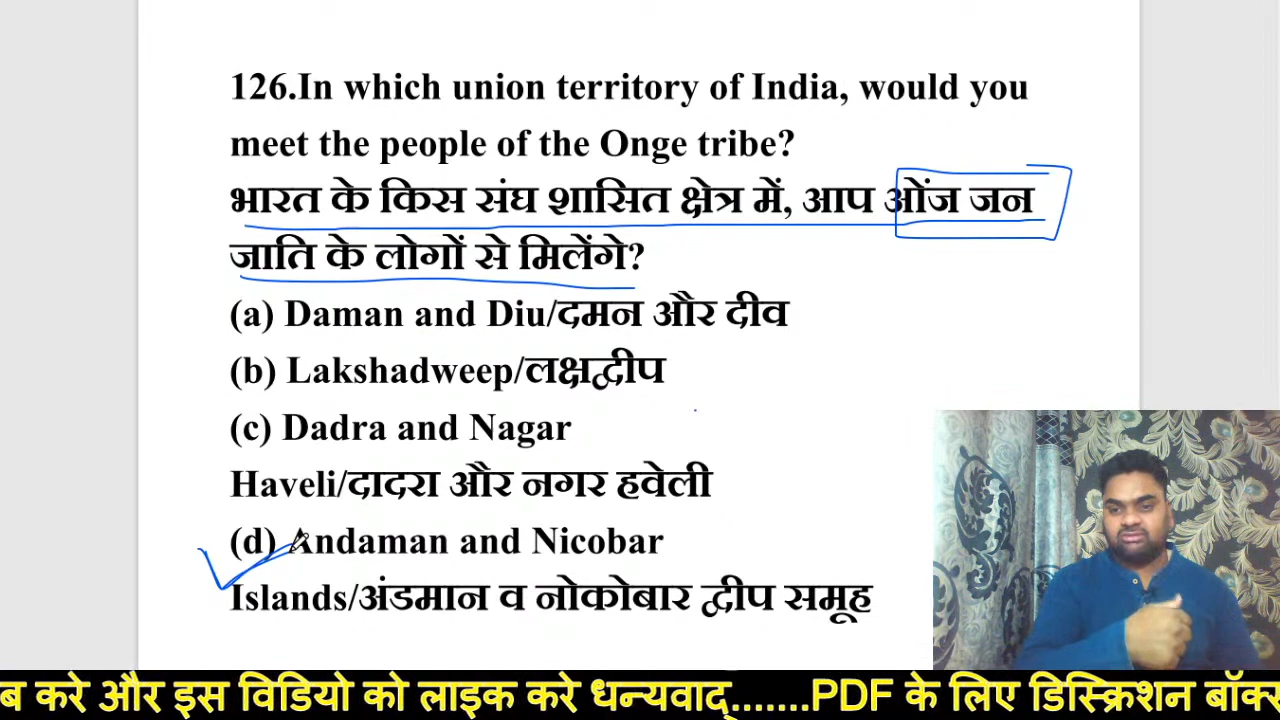 126.In which union territory of India, would you
meet the people of the Onge tribe?
भारत के किस संघ शासित क्षेत्र में, आप ओंज जन
जाति के लोगों से मिलेंगे?
(a) Daman and Diu/दमन और दीव
(b) Lakshadweep/लक्षद्वीप
(c) Dadra and Nagar
Haveli/दादरा और नगर हवेली
(d) Andaman and Nicobar
Islands/अंडमान व नोकोबार द्वीप समूह
ब करे और इस विडियो को लाइक करे धन्यवाद्.......PDF के लिए डिस्क्रिशन बॉक्स